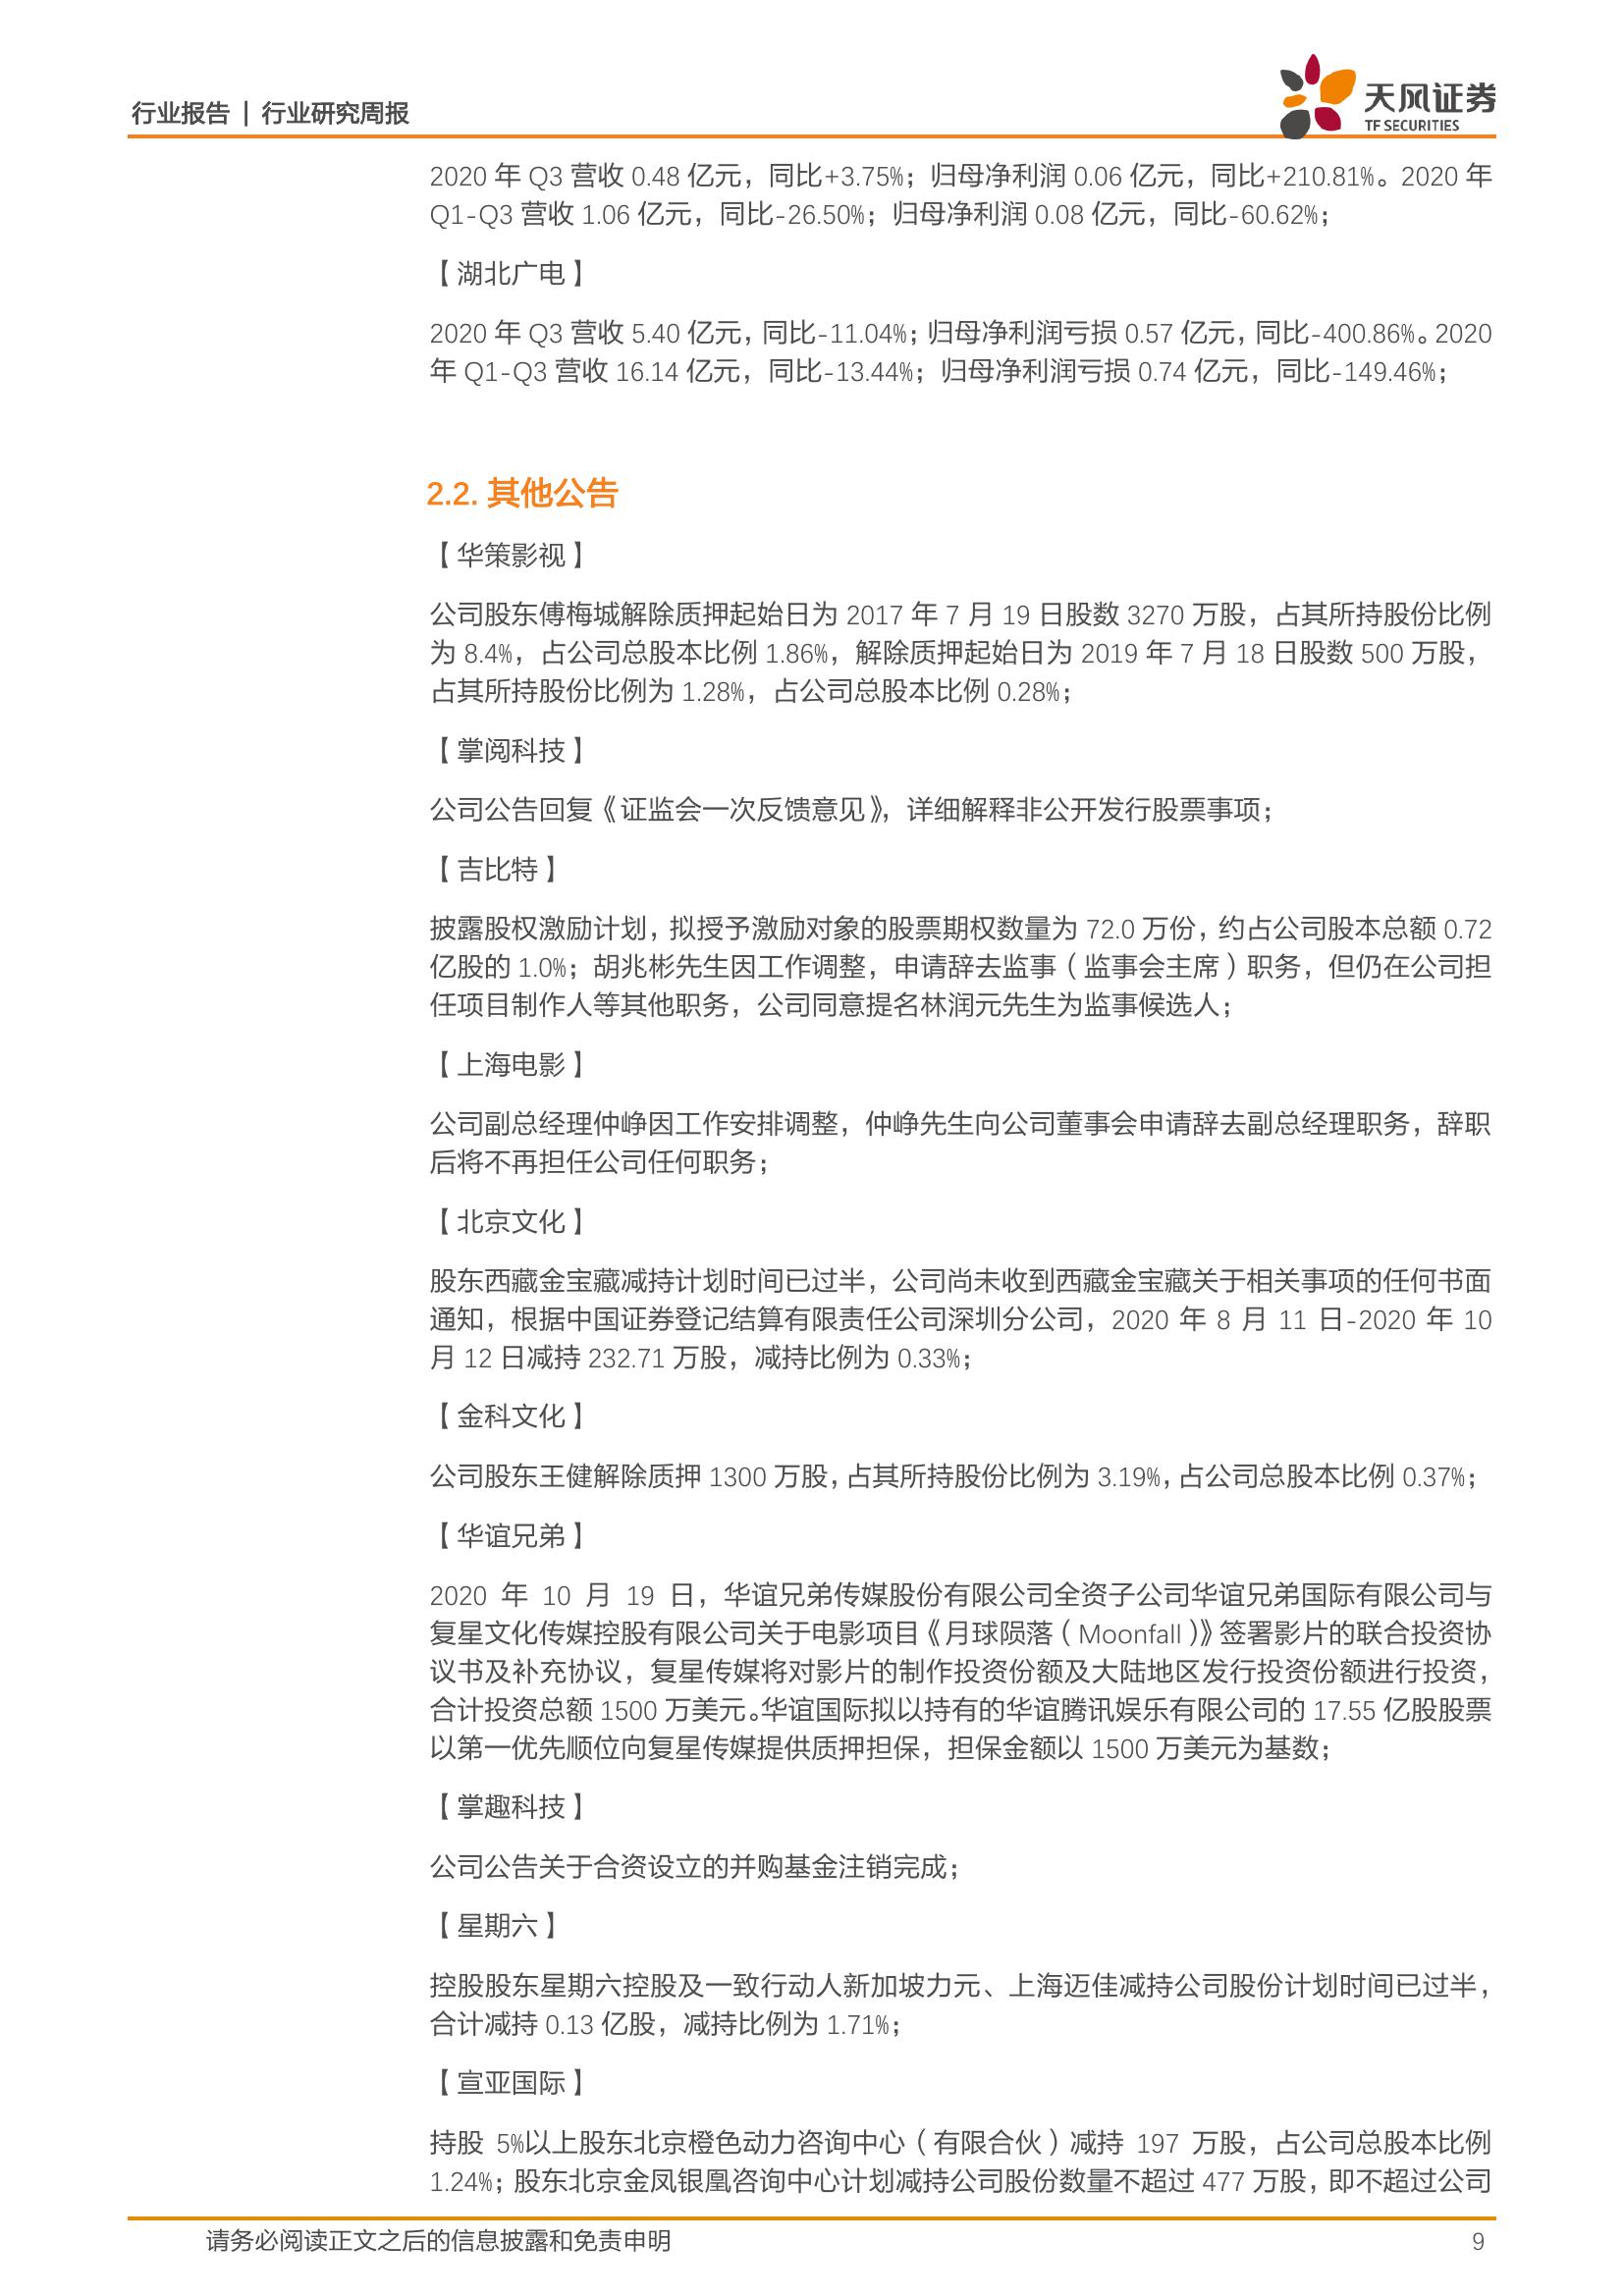 行业报告 | 行业研究周报
天风证券
TF SECURITIES
2020 年 Q3 营收 0.48 亿元，同比+3.75%；归母净利润 0.06 亿元，同比+210.81%。2020 年
Q1-Q3 营收 1.06 亿元，同比-26.50%；归母净利润 0.08 亿元，同比-60.62%；
【湖北广电】
2020 年 Q3 营收 5.40 亿元，同比-11.04%；归母净利润亏损 0.57 亿元，同比-400.86%。2020
年 Q1-Q3 营收 16.14 亿元，同比-13.44%；归母净利润亏损 0.74 亿元，同比-149.46%；
2.2. 其他公告
【华策影视】
公司股东傅梅城解除质押起始日为 2017 年 7 月 19 日股数 3270 万股，占其所持股份比例
为 8.4%，占公司总股本比例 1.86%，解除质押起始日为 2019 年 7 月 18 日股数 500 万股，
占其所持股份比例为 1.28%，占公司总股本比例 0.28%；
【掌阅科技】
公司公告回复《证监会一次反馈意见》，详细解释非公开发行股票事项；
【吉比特】
披露股权激励计划，拟授予激励对象的股票期权数量为 72.0 万份，约占公司股本总额 0.72
亿股的 1.0%；胡兆彬先生因工作调整，申请辞去监事（监事会主席）职务，但仍在公司担
任项目制作人等其他职务，公司同意提名林润元先生为监事候选人；
【上海电影】
公司副总经理仲峥因工作安排调整，仲峥先生向公司董事会申请辞去副总经理职务，辞职
后将不再担任公司任何职务；
【北京文化】
股东西藏金宝藏减持计划时间已过半，公司尚未收到西藏金宝藏关于相关事项的任何书面
通知，根据中国证券登记结算有限责任公司深圳分公司，2020 年 8 月 11 日-2020 年 10
月 12 日减持 232.71 万股，减持比例为 0.33%；
【金科文化】
公司股东王健解除质押 1300 万股，占其所持股份比例为 3.19%，占公司总股本比例 0.37%；
【华谊兄弟】
2020 年 10 月 19 日，华谊兄弟传媒股份有限公司全资子公司华谊兄弟国际有限公司与
复星文化传媒控股有限公司关于电影项目《月球陨落（Moonfall）》签署影片的联合投资协
议书及补充协议，复星传媒将对影片的制作投资份额及大陆地区发行投资份额进行投资，
合计投资总额 1500 万美元。华谊国际拟以持有的华谊腾讯娱乐有限公司的 17.55 亿股股票
以第一优先顺位向复星传媒提供质押担保，担保金额以 1500 万美元为基数；
【掌趣科技】
公司公告关于合资设立的并购基金注销完成；
【星期六】
控股股东星期六控股及一致行动人新加坡力元、上海迈佳减持公司股份计划时间已过半，
合计减持 0.13 亿股，减持比例为 1.71%；
【宣亚国际】
持股 5%以上股东北京橙色动力咨询中心（有限合伙）减持 197 万股，占公司总股本比例
1.24%；股东北京金凤银凰咨询中心计划减持公司股份数量不超过 477 万股，即不超过公司
请务必阅读正文之后的信息披露和免责申明
9